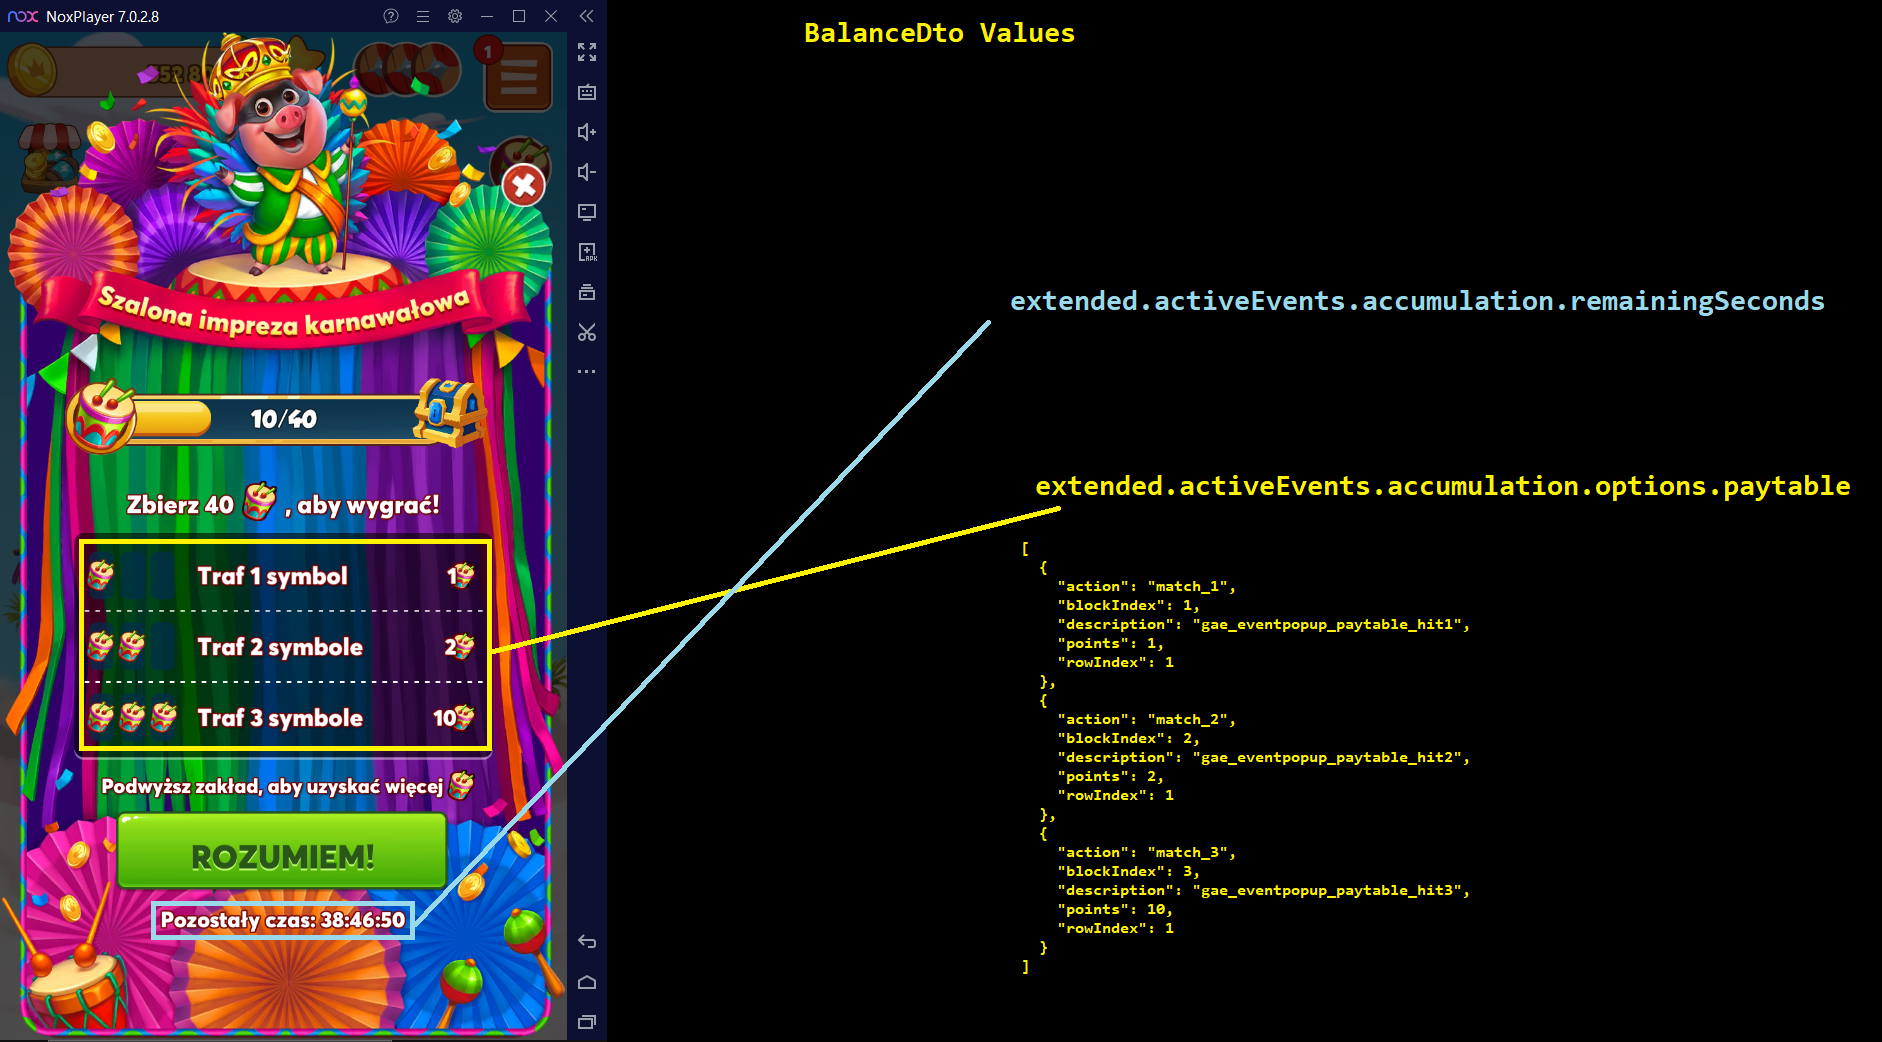 nox NoxPlayer 7.0.2.8
BalanceDto Values
1
Szalona impreza karnawałowa
extended.activeEvents.accumulation.remainingSeconds
10/40
Zbierz 40 , aby wygrać!
extended.activeEvents.accumulation.options.paytable
Traf 1 symbol 1
Traf 2 symbole 2
Traf 3 symbole 10
Podwyższ zakład, aby uzyskać więcej
ROZUMIEM!
Pozostały czas: 38:46:50
[
{
"action": "match_1",
"blockIndex": 1,
"description": "gae_eventpopup_paytable_hit1",
"points": 1,
"rowIndex": 1
},
{
"action": "match_2",
"blockIndex": 2,
"description": "gae_eventpopup_paytable_hit2",
"points": 2,
"rowIndex": 1
},
{
"action": "match_3",
"blockIndex": 3,
"description": "gae_eventpopup_paytable_hit3",
"points": 10,
"rowIndex": 1
}
]